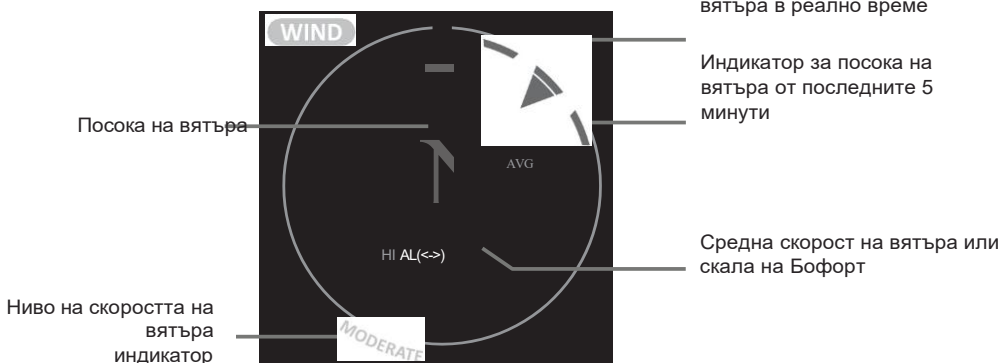 вятъра в реално време
WIND
Индикатор за посока на
вятъра от последните 5
минути
Посока на вятъра
AVG
HI AL(<->)
Средна скорост на вятъра или
скала на Бофорт
Ниво на скоростта на
вятъра
индикатор
MODERATE